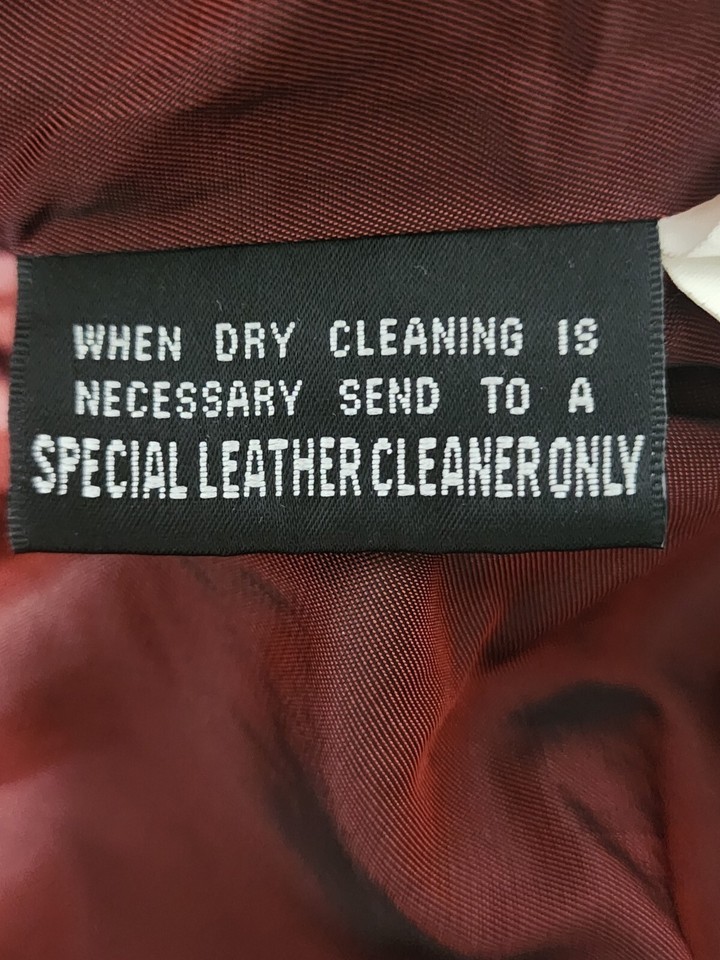 WHEN DRY CLEANING IS
NECESSARY SEND TO A
SPECIAL LEATHER CLEANER ONLY